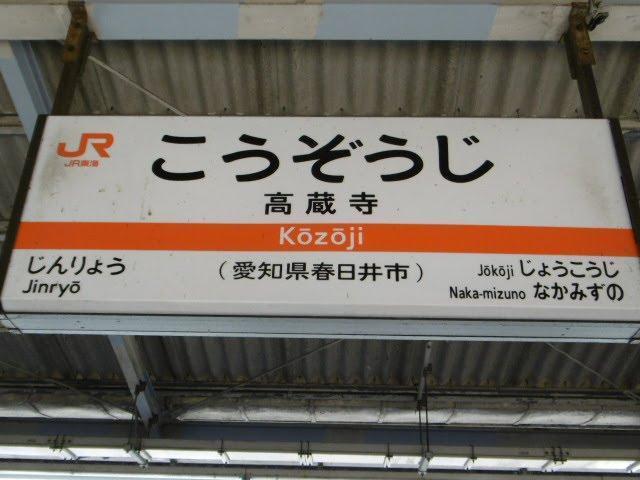 JR
JR東海
こうぞうじ
高蔵寺
Kōzōji
じんりょう
Jinryō
(愛知県春日井市)
Jōkōji じょうこうじ
Naka-mizuno なかみずの